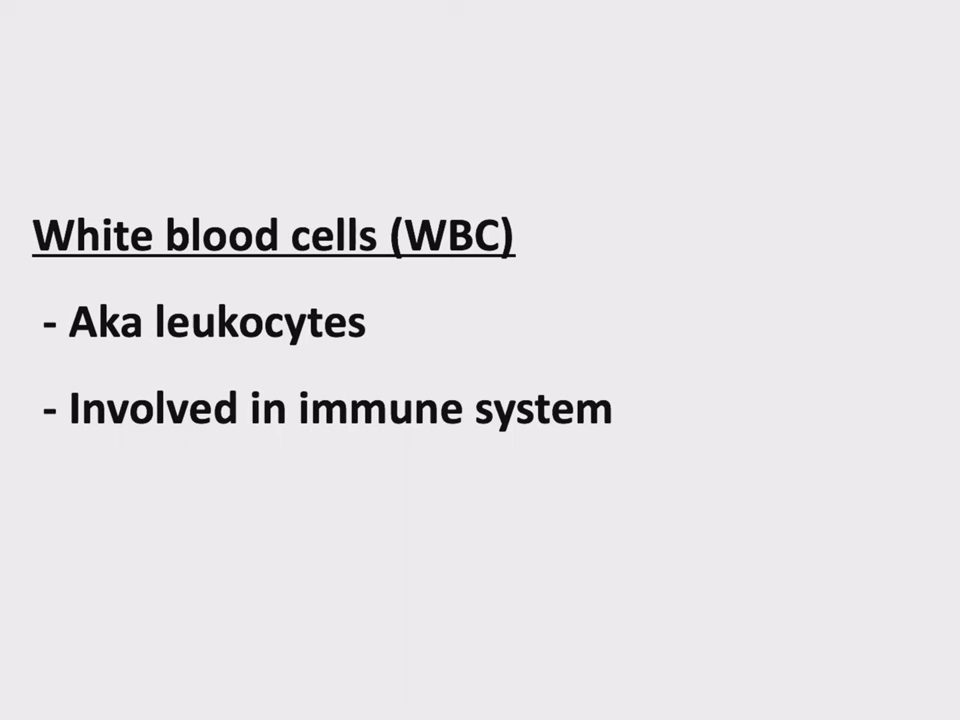 White blood cells (WBC)
- Aka leukocytes
- Involved in immune system